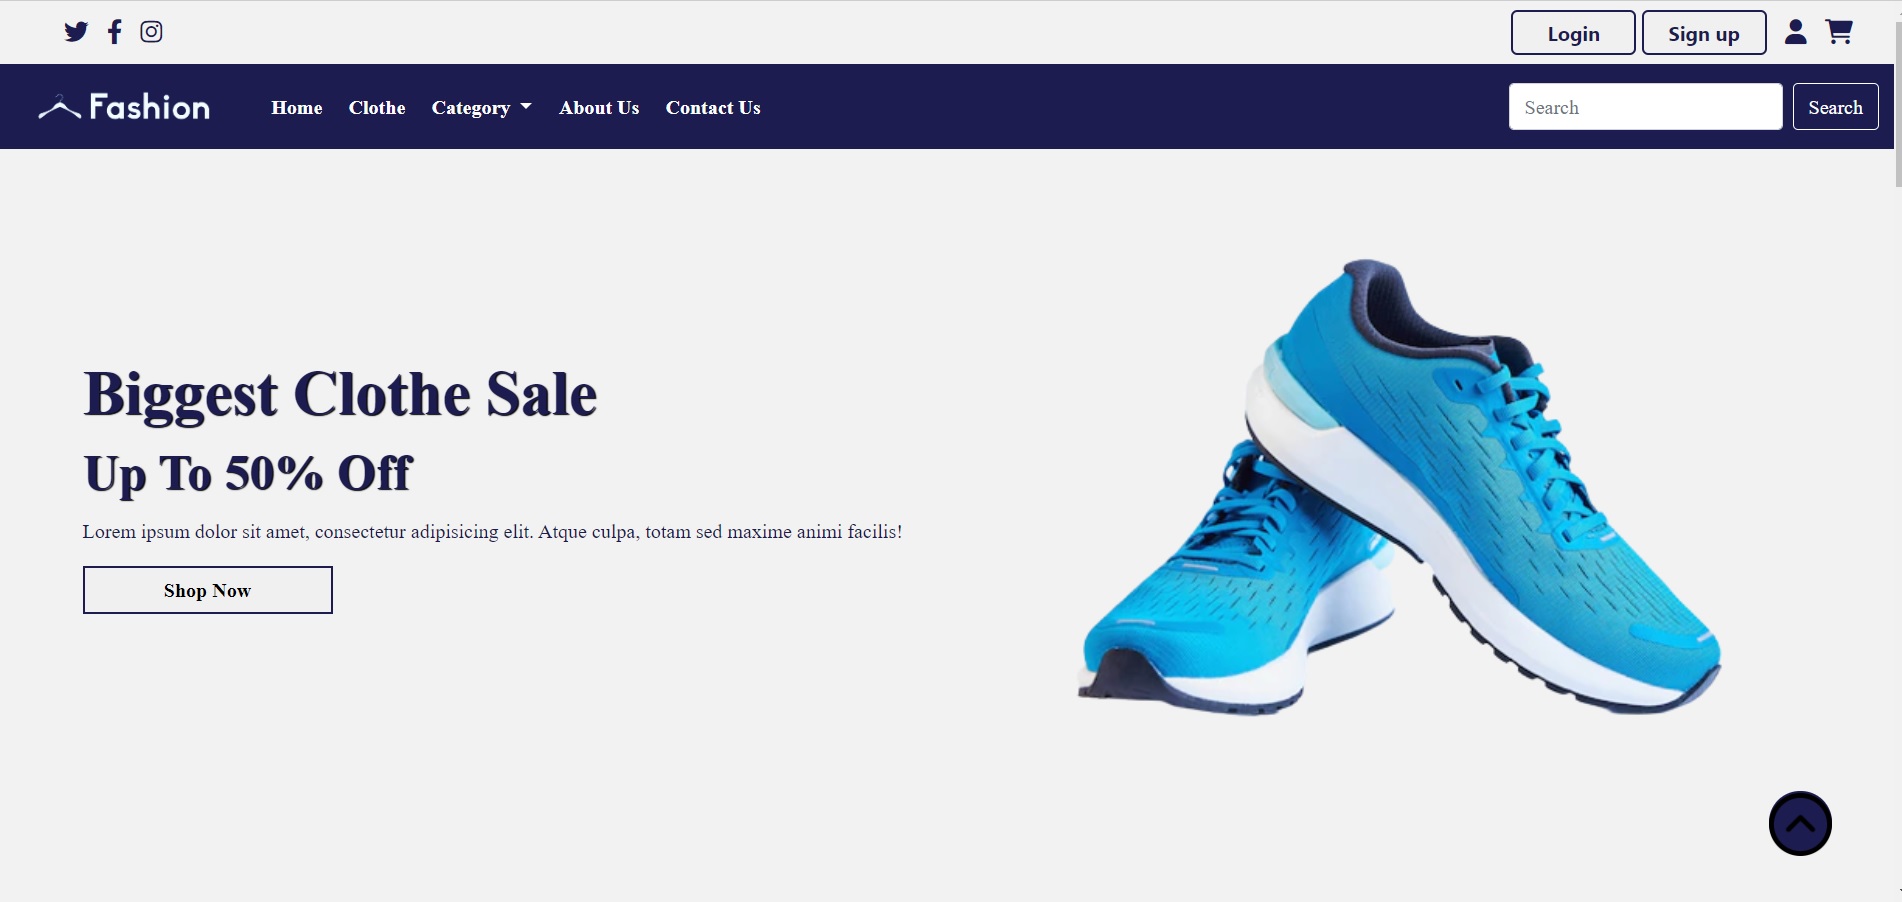 Login
Sign up
Fashion
Home
Clothe
Category
About Us
Contact Us
Search
Search
Biggest Clothe Sale
Up To 50% Off
Lorem ipsum dolor sit amet, consectetur adipisicing elit. Atque culpa, totam sed maxime animi facilis!
Shop Now